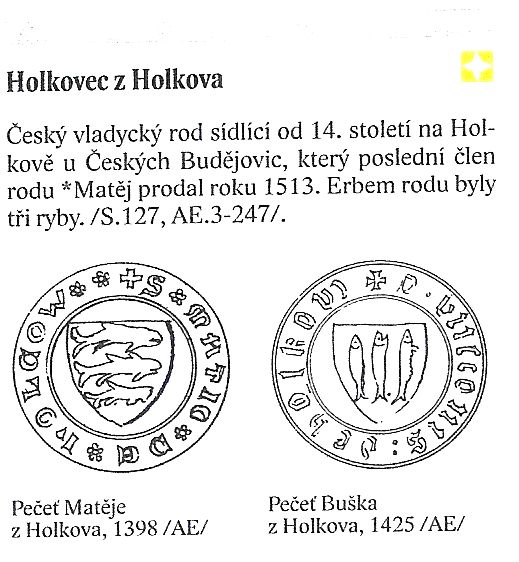 Holkovec z Holkova
Český vladycký rod sídlící od 14. století na Hol-
kově u Českých Budějovic, který poslední člen
rodu *Matěj prodal roku 1513. Erbem rodu byly
tři ryby. /S.127, AE.3-247/.
Pečeť Matěje
z Holkova, 1398 /AE/
Pečeť Buška
z Holkova, 1425 /AE/